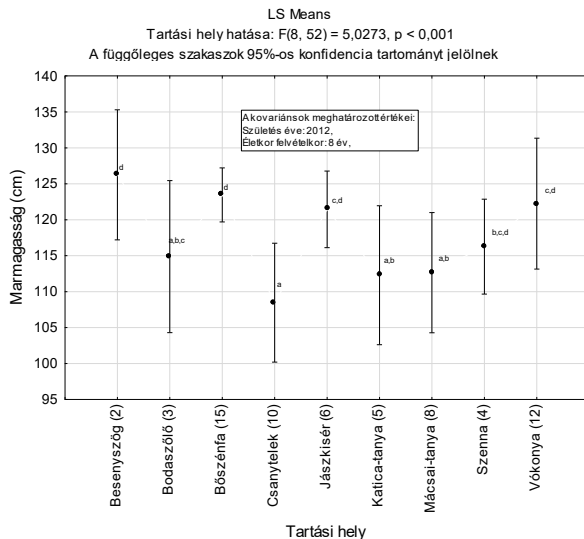 LS Means
Tartási hely hatása: F(8, 52) = 5,0273, p < 0,001
A függőleges szakaszok 95%-os konfidencia tartományt jelölnek
Akovariánsok meghatározottértékei:
Születés éve: 2012,
Életkor felvételkor: 8 év,
Marmagasság (cm)
140
135
130
125
120
115
110
105
100
95
d
a,b,c
d
a
c,d
a,b
a,b
b,c,d
c,d
Besenyszög (2)
Bodaszőlő (3)
Bőszénfa (15)
Csanytelek (10)
Jászkisér (6)
Katica-tanya (5)
Mácsai-tanya (8)
Szenna (4)
Vókonya (12)
Tartási hely